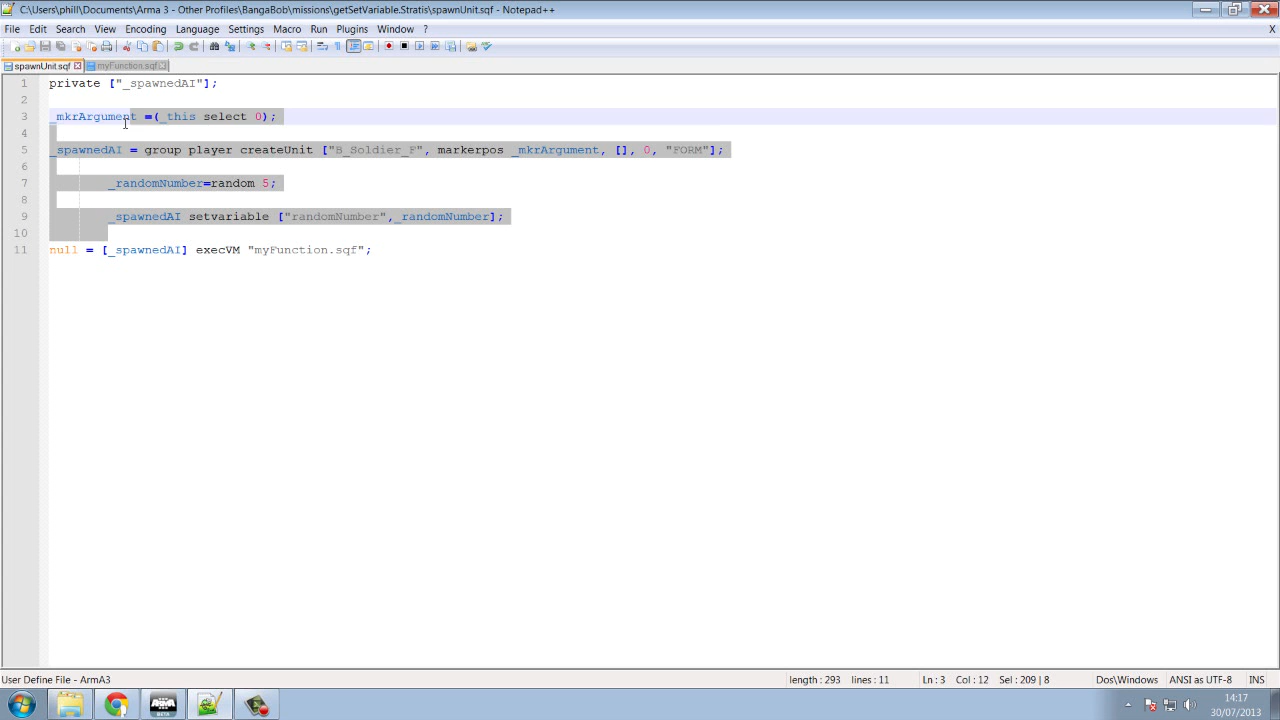 C:\Users\phill\Documents\Arma 3 - Other Profiles\BangaBob\missions\getSetVariable.Stratis\spawnUnit.sqf - Notepad++
File Edit Search View Encoding Language Settings Macro Run Plugins Window ? X
spawnUnit.sqf myFunction.sqf
1 private ["_spawnedAI"];
2
3 _mkrArgument =(_this select 0);
4
5 _spawnedAI = group player createUnit ["B_Soldier_F", markerpos _mkrArgument, [], 0, "FORM"];
6
7 _randomNumber=random 5;
8
9 _spawnedAI setvariable ["randomNumber",_randomNumber];
10
11 null = [_spawnedAI] execVM "myFunction.sqf";
User Define File - ArmA3 length : 293 lines : 11 Ln : 3 Col : 12 Sel : 209 | 8 Dos\Windows ANSI as UTF-8 INS
14:17
30/07/2013